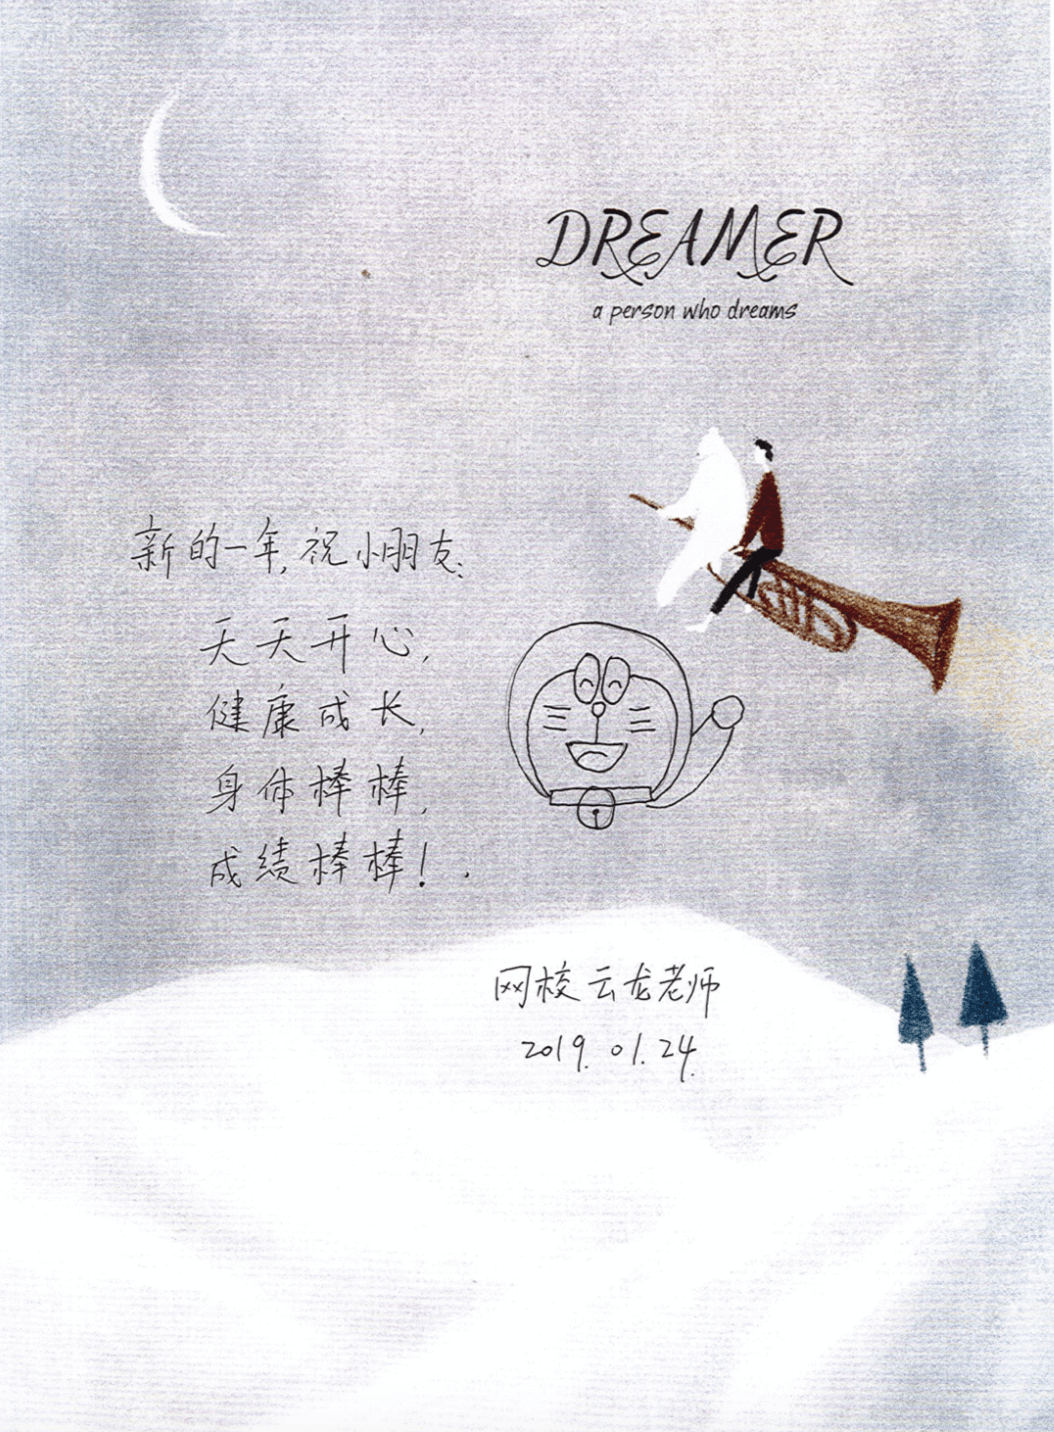 DREAMER
a person who dreams
新的一年,祝小朋友:
天天开心,
健康成长,
身体棒棒,
成绩棒棒!
网校云龙老师
2019.01.24.